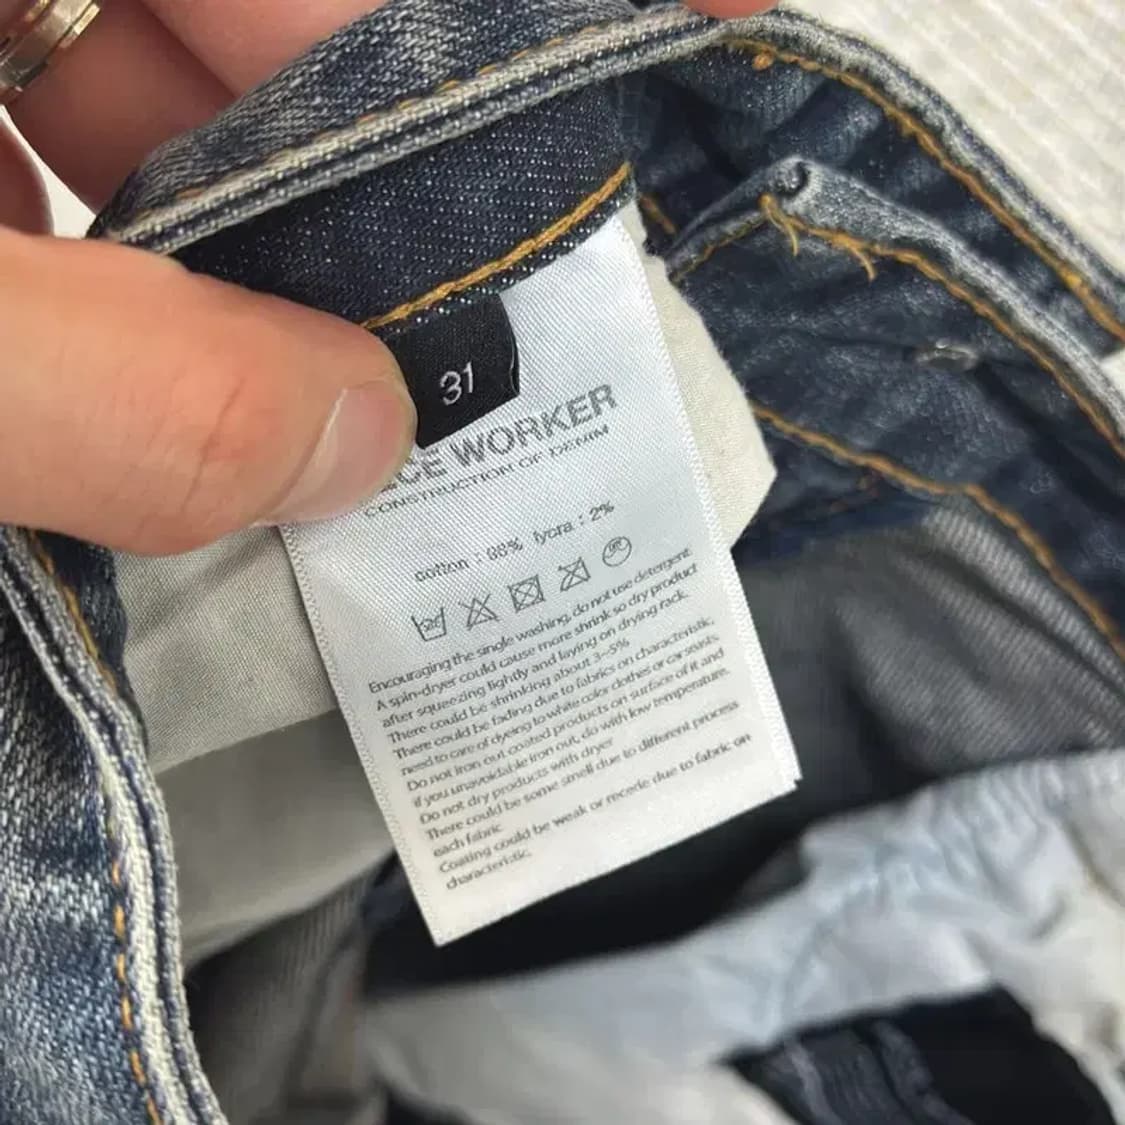 31
CE WORKER
CONSTRUCTION OF DENIM
cotton : 98% lycra : 2%
Encouraging the single washing, do not use detergent
A spin-dryer could cause more shrink so dry product
after squeezing lightly and laying on drying rack.
There could be shrinking about 3~5%
There could be fading due to fabrics on characteristic.
need to care of dyeing to white color clothes or car seats.
Do not iron out coated products on surface of it and
if you unavoidable iron out, do with low temperature.
Do not dry products with dryer
There could be some smell due to different process
each fabric.
Coating could be weak or recede due to fabric on
characteristic.